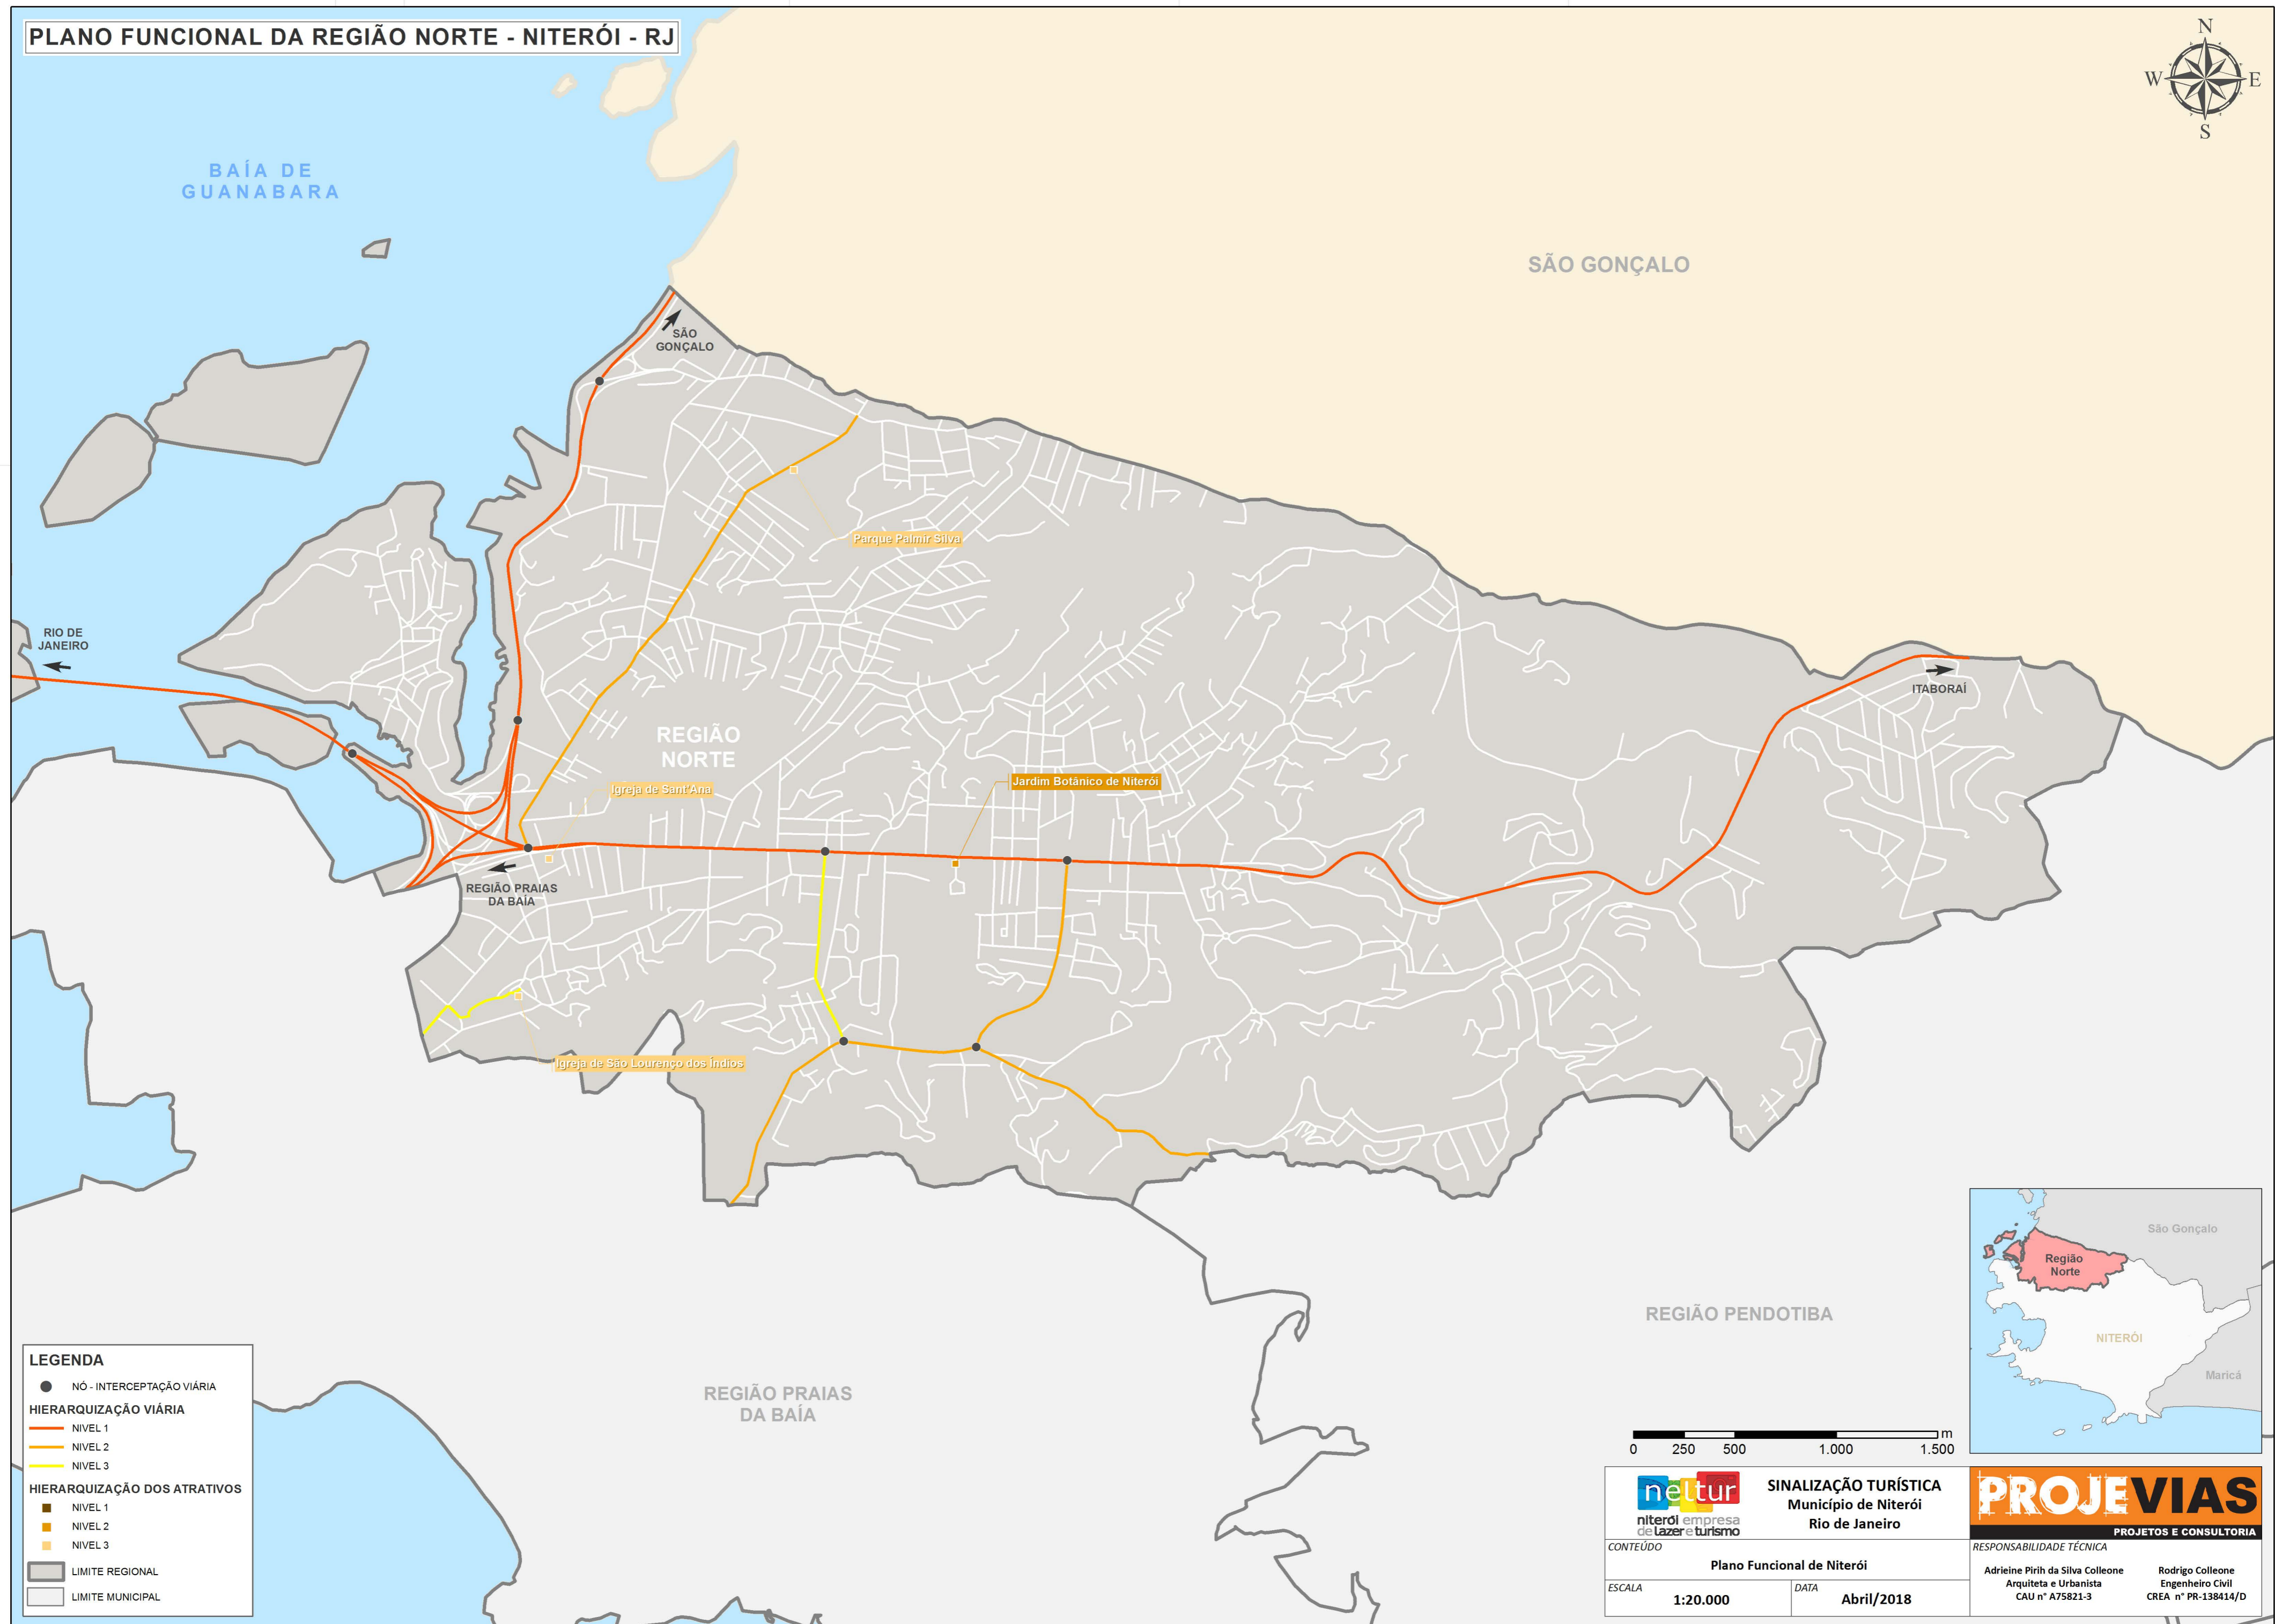 PLANO FUNCIONAL DA REGIÃO NORTE - NITERÓI - RJ
N
W
E
S
BAÍA DE
GUANABARA
SÃO GONÇALO
SÃO
GONÇALO
Parque Palmir Silva
RIO DE
JANEIRO
ITABORAÍ
REGIÃO
NORTE
Igreja de Sant'Ana
Jardim Botânico de Niterói
REGIÃO PRAIAS
DA BAÍA
Igreja de São Lourenço dos Índios
REGIÃO PENDOTIBA
REGIÃO PRAIAS
DA BAÍA
São Gonçalo
Região
Norte
NITERÓI
Maricá
LEGENDA
NÓ - INTERCEPTAÇÃO VIÁRIA
HIERARQUIZAÇÃO VIÁRIA
NIVEL 1
NIVEL 2
NIVEL 3
HIERARQUIZAÇÃO DOS ATRATIVOS
NIVEL 1
NIVEL 2
NIVEL 3
LIMITE REGIONAL
LIMITE MUNICIPAL
m
0 250 500 1.000 1.500
neltur
niterói empresa
de lazer e turismo
SINALIZAÇÃO TURÍSTICA
Município de Niterói
Rio de Janeiro
CONTEÚDO
Plano Funcional de Niterói
ESCALA
1:20.000
DATA
Abril/2018
PROJEVIAS
PROJETOS E CONSULTORIA
RESPONSABILIDADE TÉCNICA
Adrieine Pirih da Silva Colleone
Arquiteta e Urbanista
CAU n° A75821-3
Rodrigo Colleone
Engenheiro Civil
CREA n° PR-138414/D